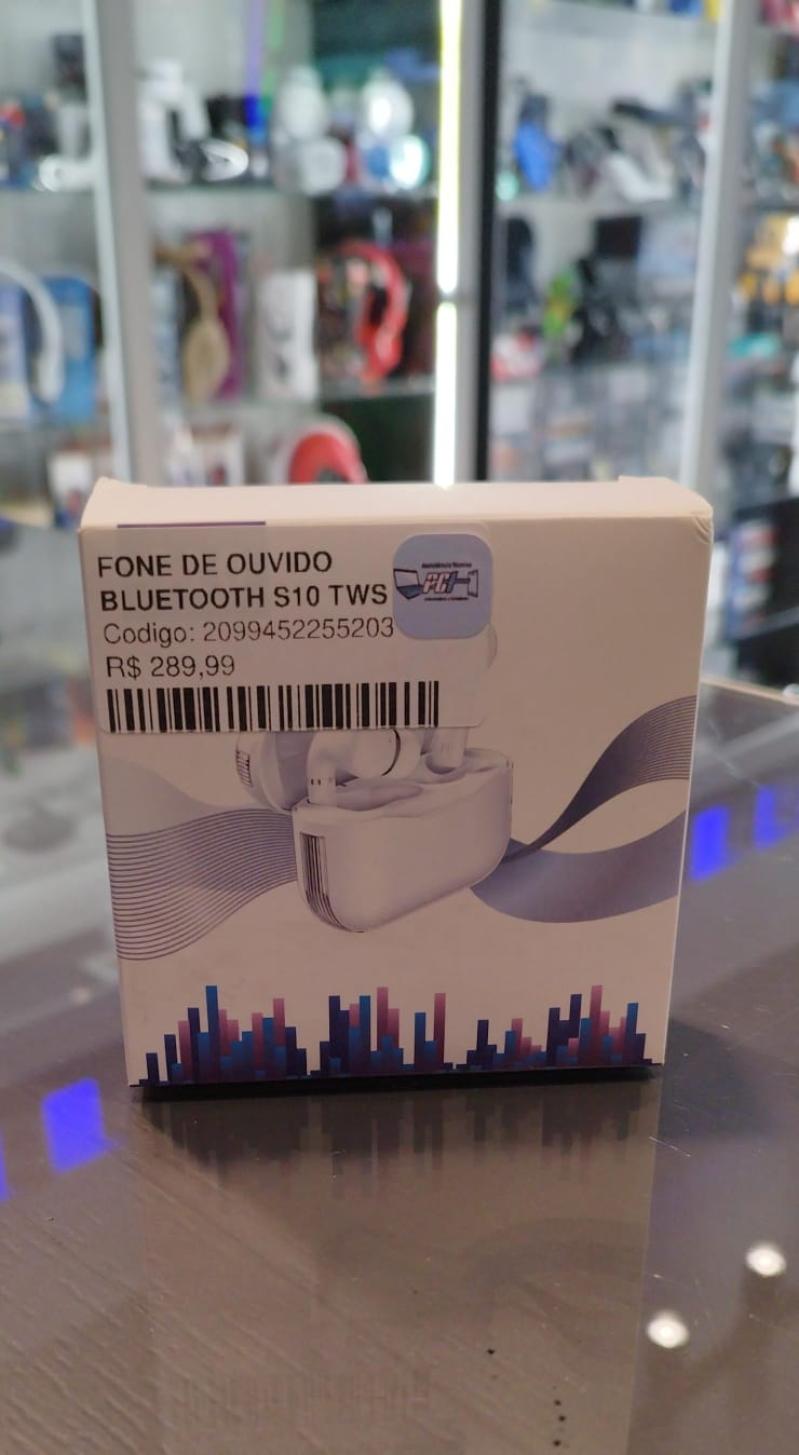 FONE DE OUVIDO
BLUETOOTH S10 TWS
Codigo: 2099452255203
R$ 289,99